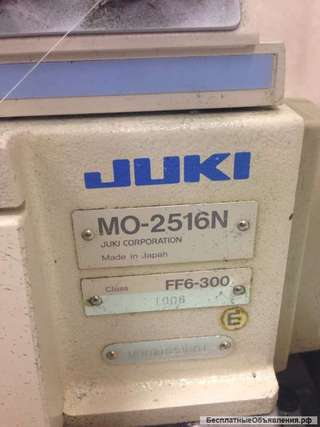 JUKI
MO-2516N
JUKI CORPORATION
Made in Japan
Class FF6-300
E
БесплатныеОбъявления.рф